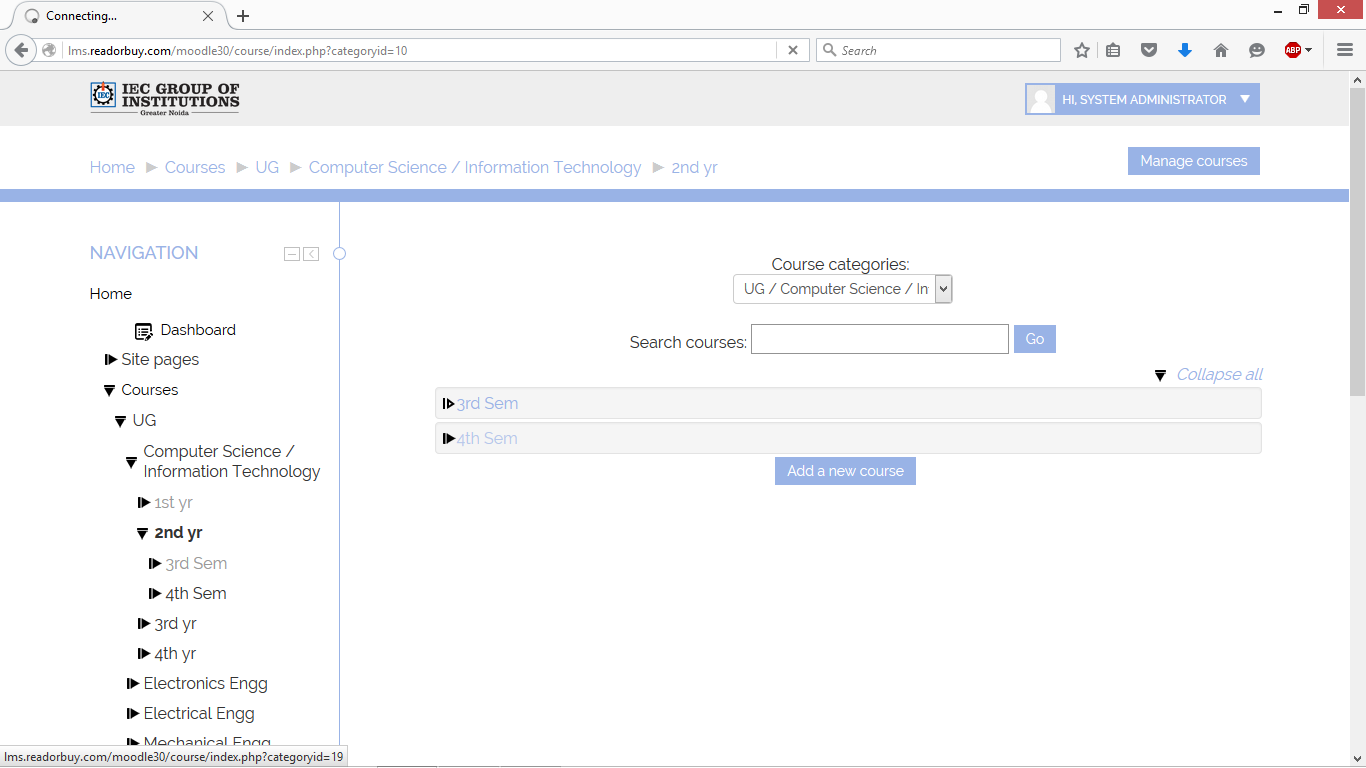 Connecting...
lms.readorbuy.com/moodle30/course/index.php?categoryid=10
Search
ABP
IEC
IEC GROUP OF
INSTITUTIONS
Greater Noida
HI, SYSTEM ADMINISTRATOR
Home Courses UG Computer Science / Information Technology 2nd yr
Manage courses
NAVIGATION
Home
Dashboard
Site pages
Courses
UG
Computer Science /
Information Technology
1st yr
2nd yr
3rd Sem
4th Sem
3rd yr
4th yr
Electronics Engg
Electrical Engg
Mechanical Engg
Course categories:
UG / Computer Science / In
Search courses:
Go
Collapse all
3rd Sem
4th Sem
Add a new course
lms.readorbuy.com/moodle30/course/index.php?categoryid=19